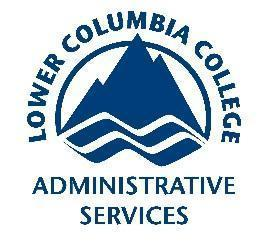 LOWER COLUMBIA COLLEGE
ADMINISTRATIVE
SERVICES